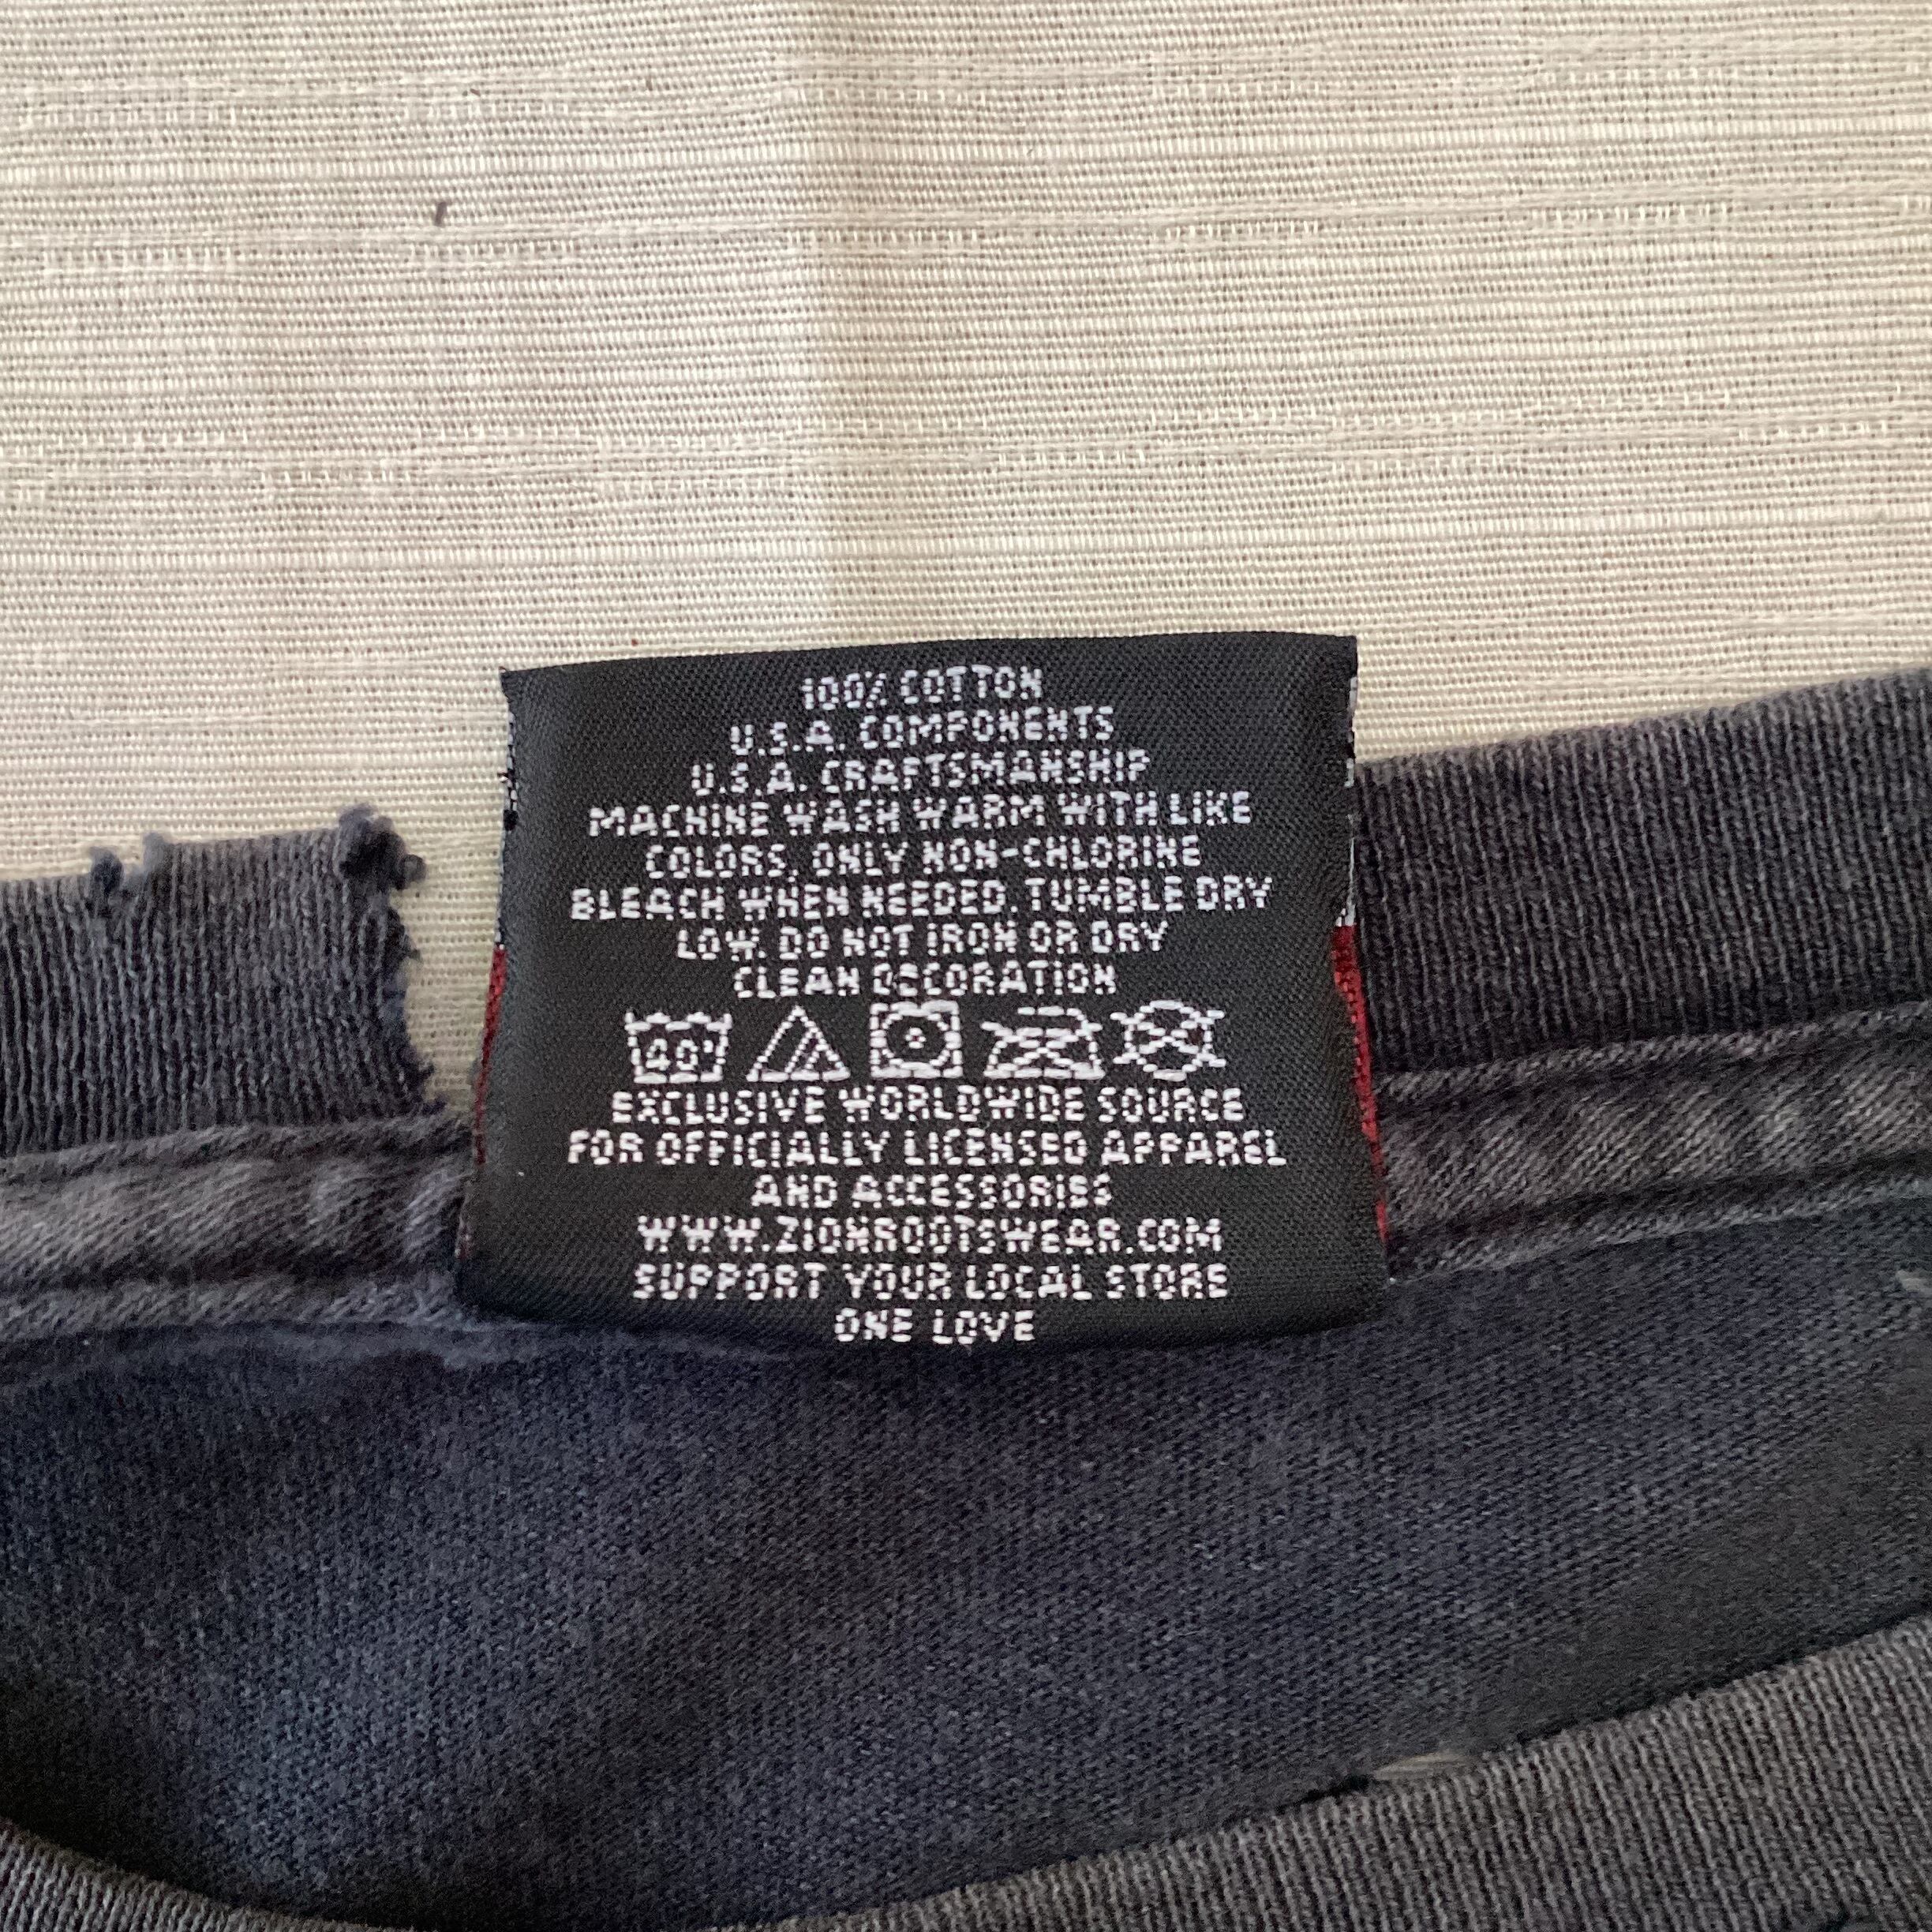 100% COTTON
U.S.A. COMPONENTS
U.S.A. CRAFTSMANSHIP
MACHINE WASH WARM WITH LIKE
COLORS, ONLY NON-CHLORINE
BLEACH WHEN NEEDED. TUMBLE DRY
LOW. DO NOT IRON OR DRY
CLEAN DECORATION
40°
EXCLUSIVE WORLDWIDE SOURCE
FOR OFFICIALLY LICENSED APPAREL
AND ACCESSORIES
WWW.ZIONROOTSWEAR.COM
SUPPORT YOUR LOCAL STORE
ONE LOVE